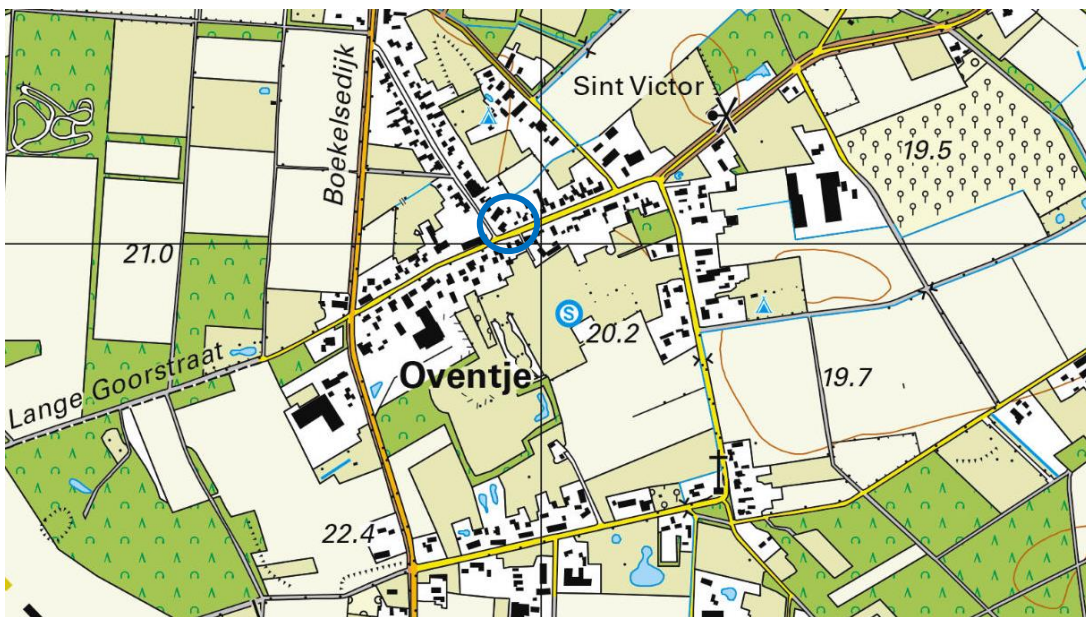 Boekelsedijk
Sint Victor
19.5
21.0
S
20.2
Oventje
19.7
Lange Goorstraat
22.4